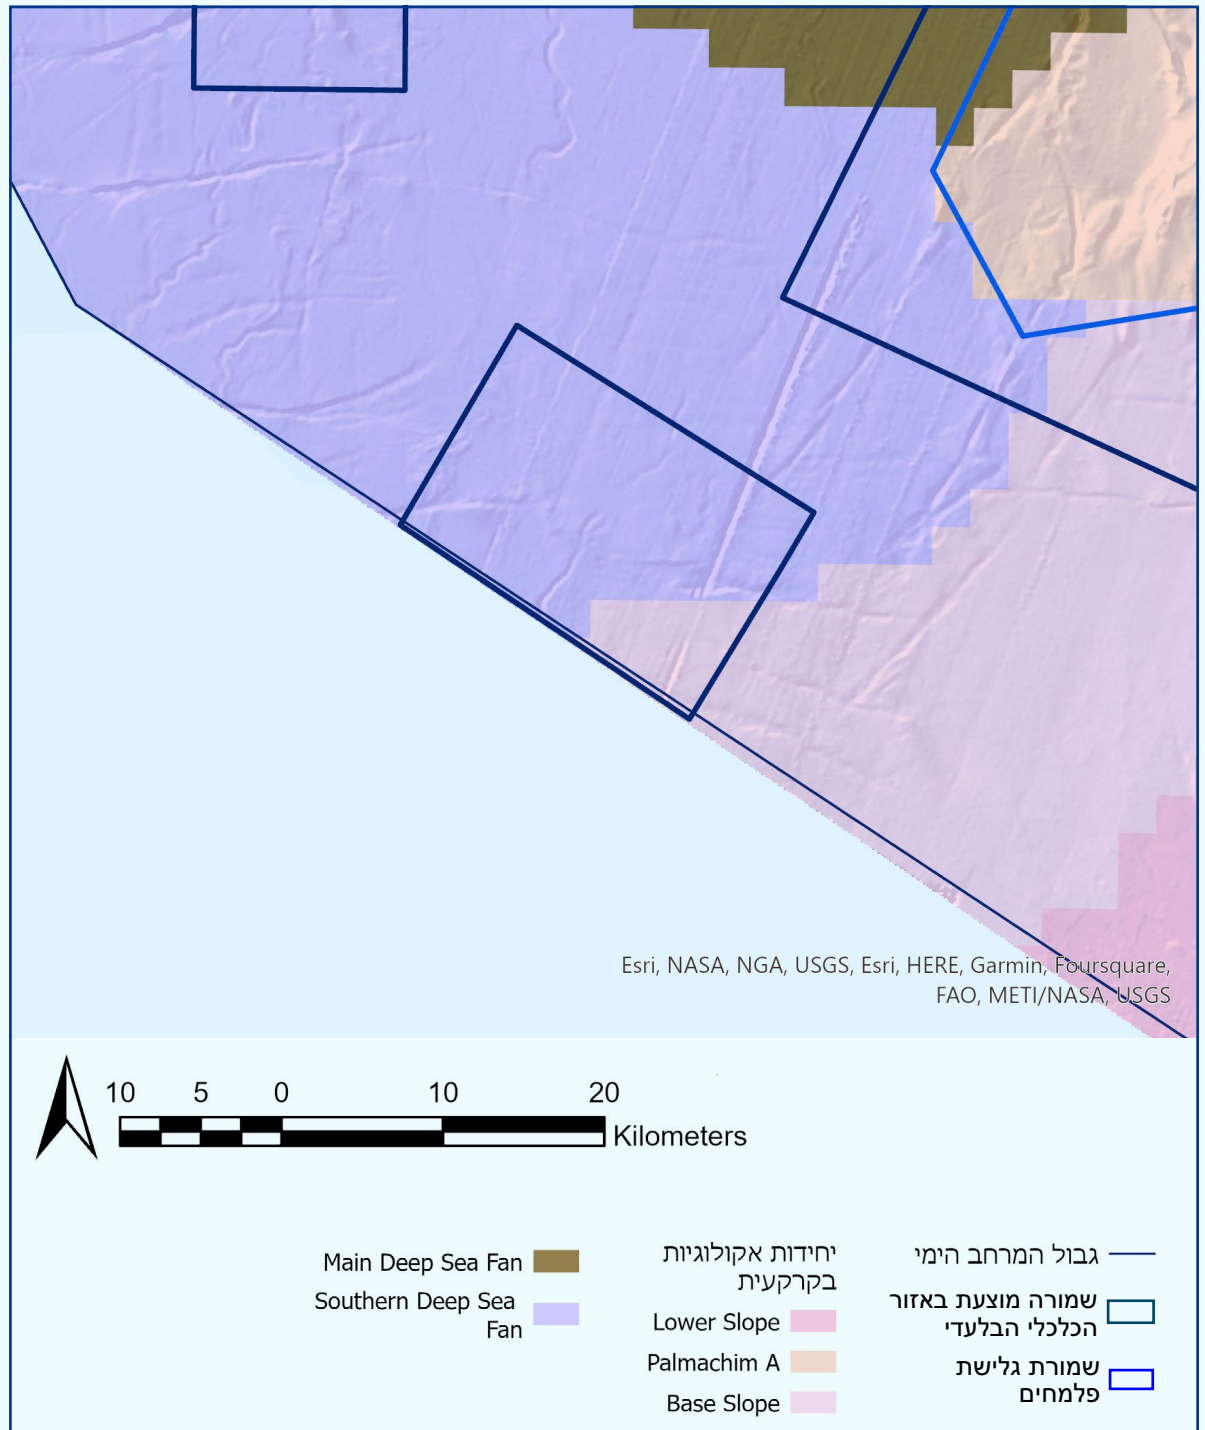 Esri, NASA, NGA, USGS, Esri, HERE, Garmin, Foursquare,
FAO, METI/NASA, USGS
10 5 0 10 20
Kilometers
גבול המרחב הימי
שמורה מוצעת באזור
הכלכלי הבלעדי
שמורת גלישת
פלמחים
יחידות אקולוגיות
בקרקעית
Lower Slope
Palmachim A
Base Slope
Main Deep Sea Fan
Southern Deep Sea
Fan